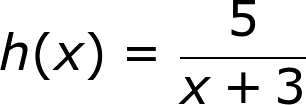 h(x) = 5/(x + 3)